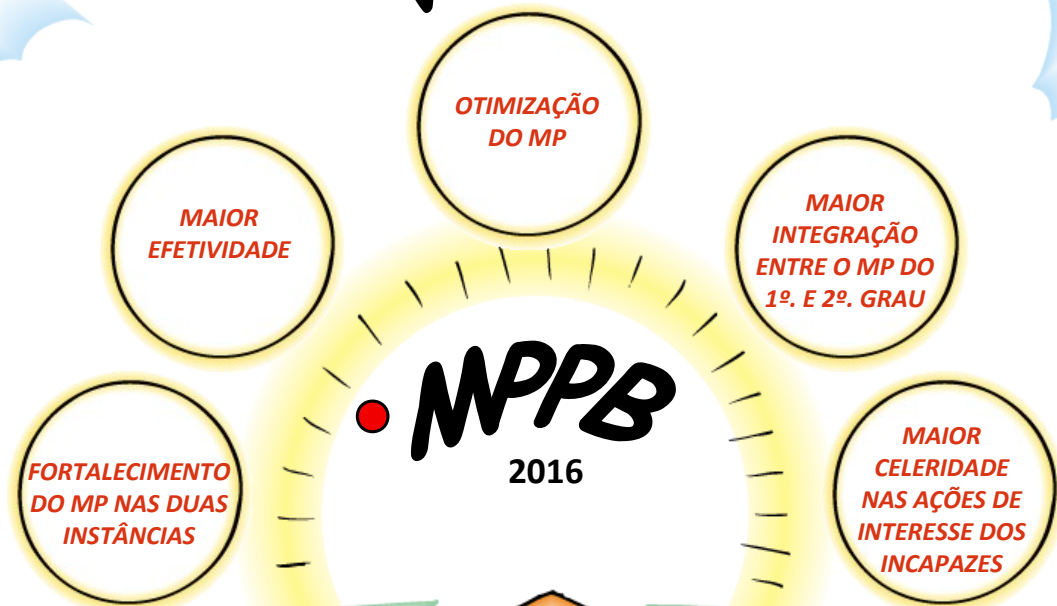 OTIMIZAÇÃO
DO MP
MAIOR
EFETIVIDADE
MAIOR
INTEGRAÇÃO
ENTRE O MP DO
1º. E 2º. GRAU
MPPB
2016
FORTALECIMENTO
DO MP NAS DUAS
INSTÂNCIAS
MAIOR
CELERIDADE
NAS AÇÕES DE
INTERESSE DOS
INCAPAZES